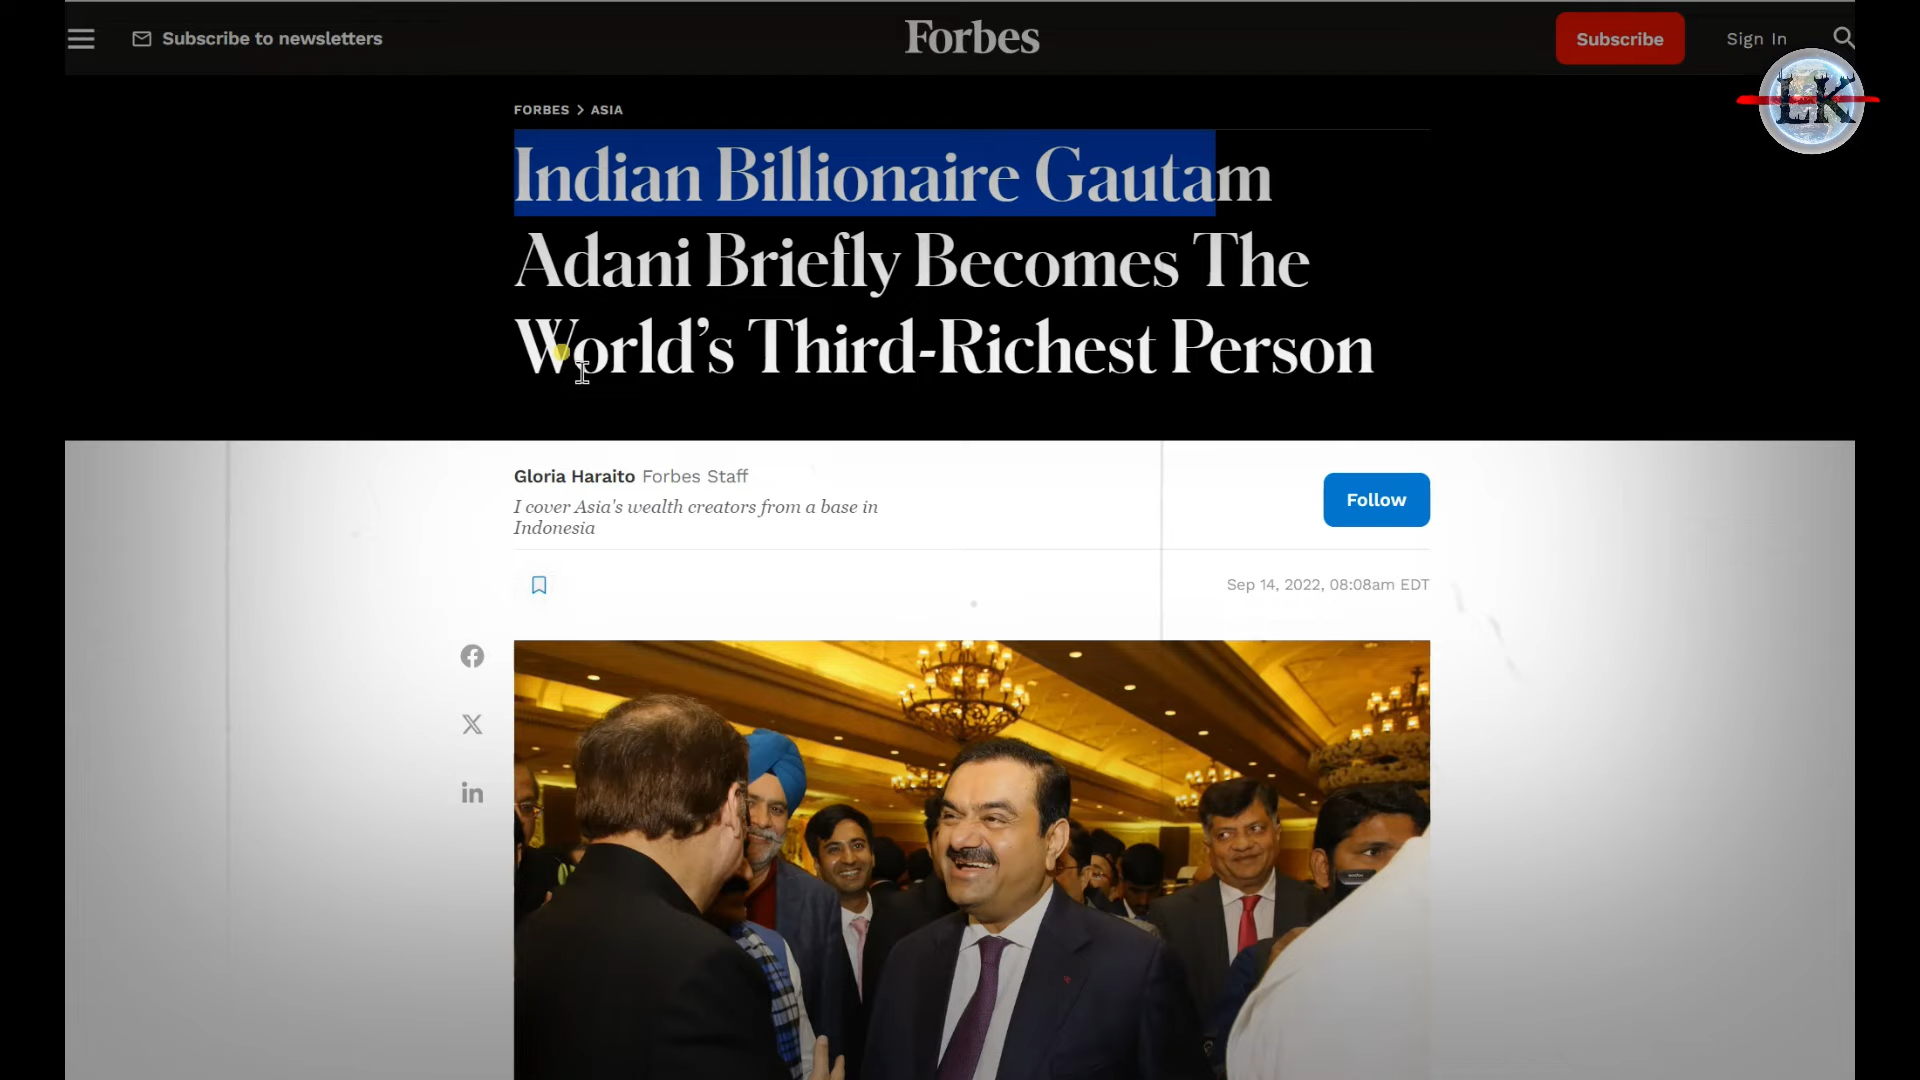 Subscribe to newsletters
Forbes
Subscribe
Sign In
LK
FORBES > ASIA
Indian Billionaire Gautam
Adani Briefly Becomes The
World’s Third-Richest Person
Gloria Haraito Forbes Staff
I cover Asia's wealth creators from a base in
Indonesia
Follow
Sep 14, 2022, 08:08am EDT